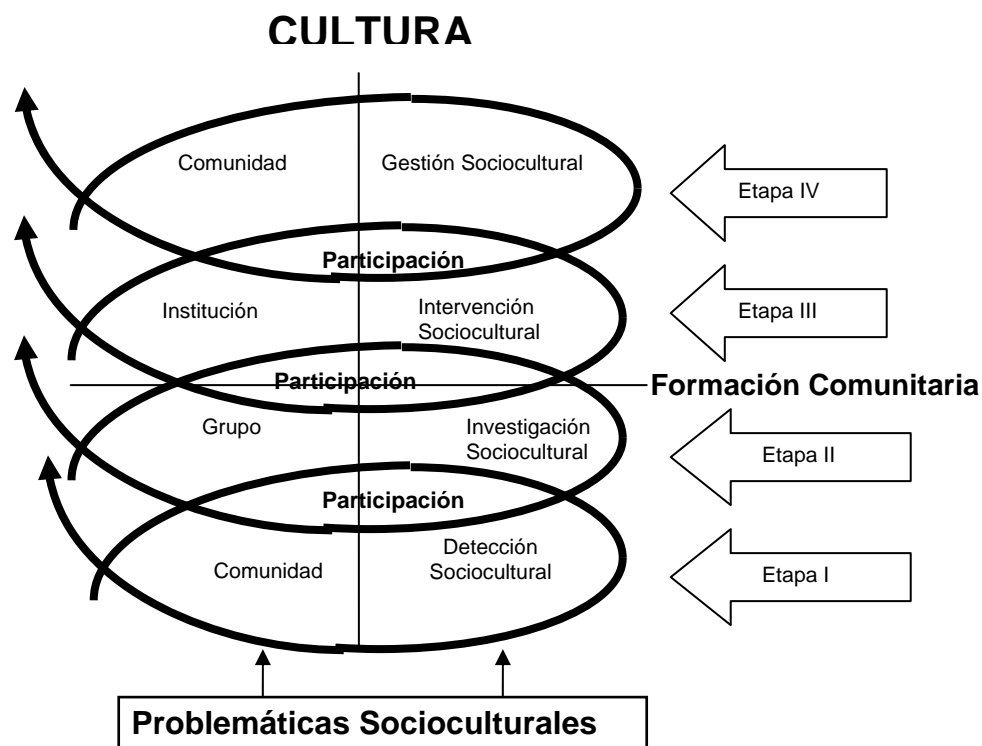 CULTURA
Comunidad
Gestión Sociocultural
Etapa IV
Participación
Institución
Intervención
Sociocultural
Etapa III
Participación
Formación Comunitaria
Grupo
Investigación
Sociocultural
Etapa II
Participación
Comunidad
Detección
Sociocultural
Etapa I
Problemáticas Socioculturales